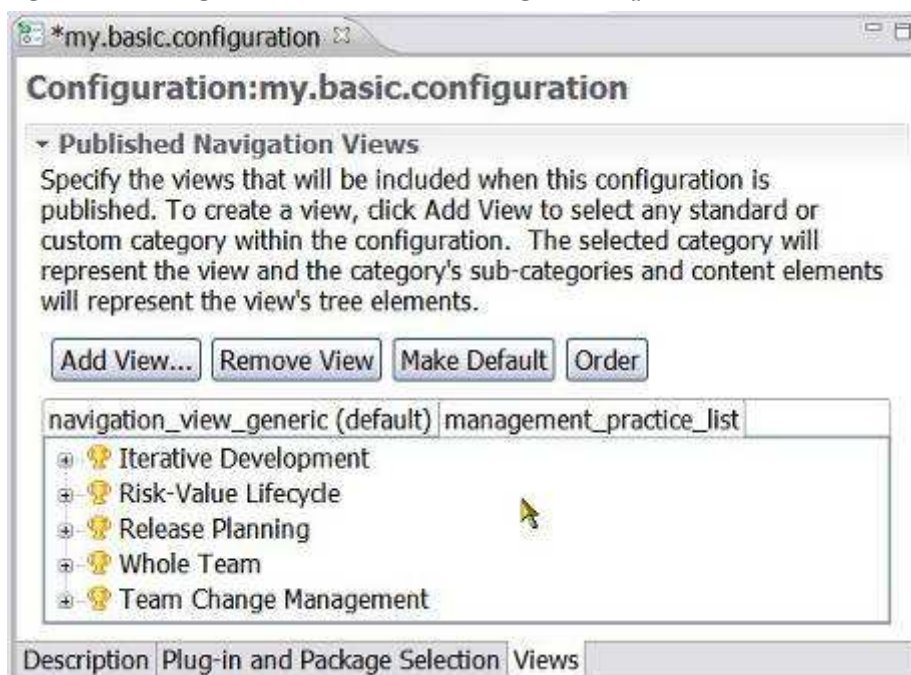 *my.basic.configuration
Configuration:my.basic.configuration
Published Navigation Views
Specify the views that will be included when this configuration is
published. To create a view, click Add View to select any standard or
custom category within the configuration. The selected category will
represent the view and the category's sub-categories and content elements
will represent the view's tree elements.
Add View... Remove View Make Default Order
navigation_view_generic (default) management_practice_list
Iterative Development
Risk-Value Lifecycle
Release Planning
Whole Team
Team Change Management
Description Plug-in and Package Selection Views